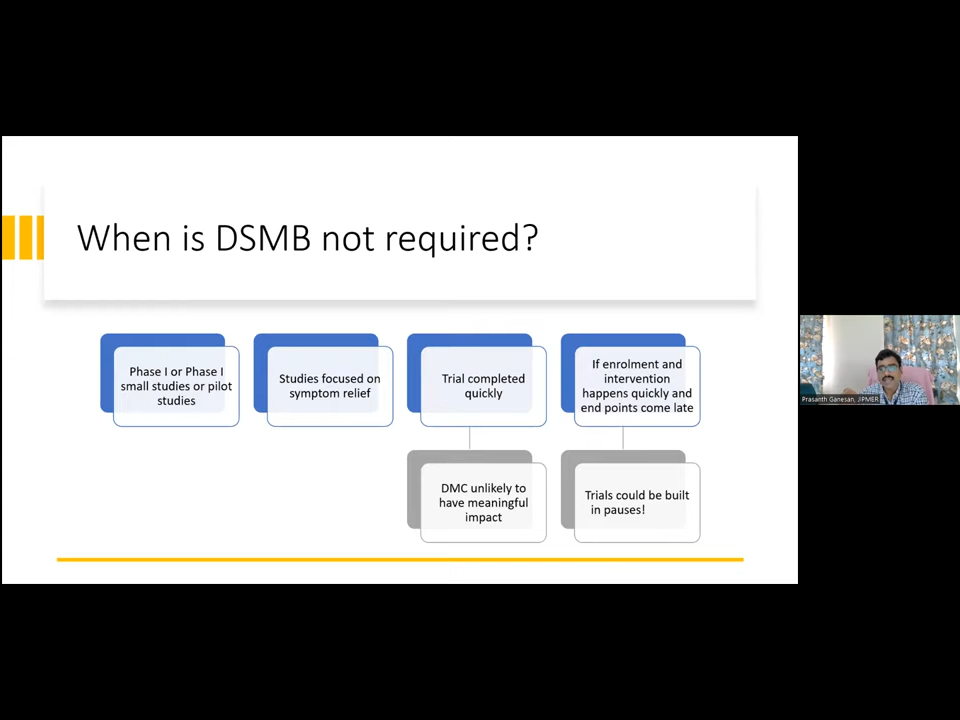 When is DSMB not required?
Phase I or Phase I
small studies or pilot
studies
Studies focused on
symptom relief
Trial completed
quickly
If enrolment and
intervention
happens quickly and
end points come late
DMC unlikely to
have meaningful
impact
Trials could be built
in pauses!
Prasanth Ganesan, JIPMER